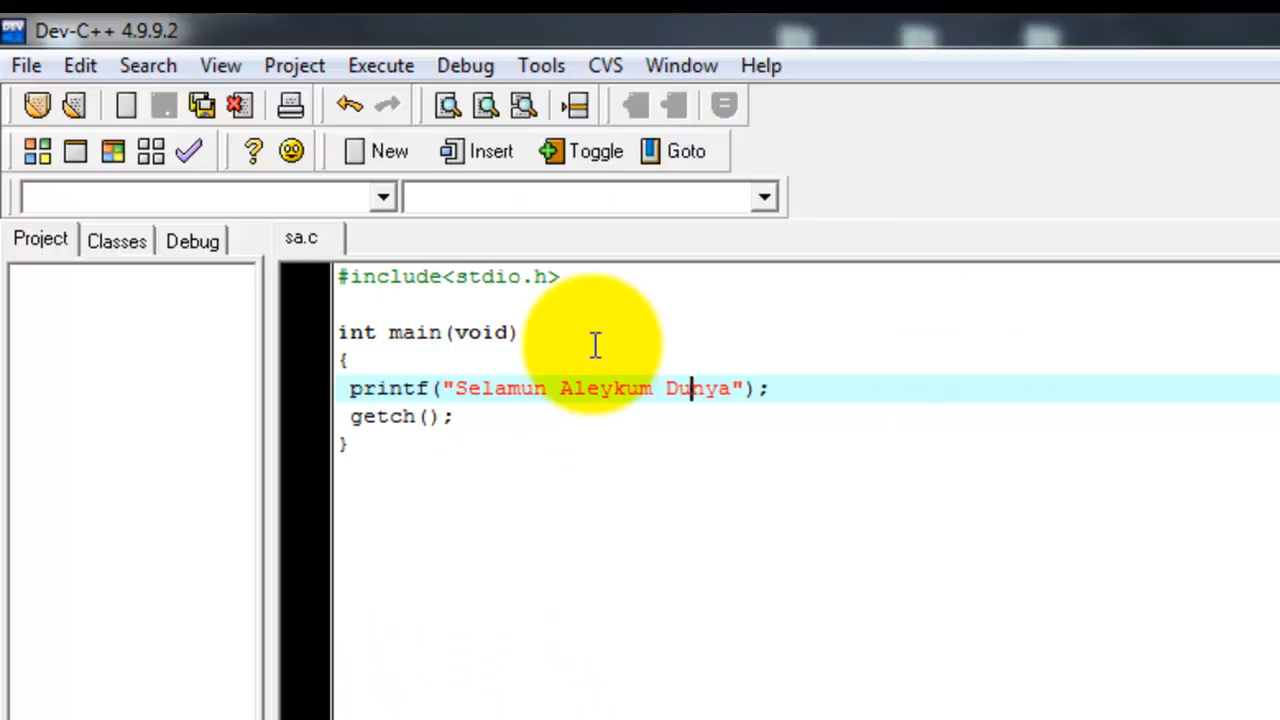 DEV
Dev-C++ 4.9.9.2
File Edit Search View Project Execute Debug Tools CVS Window Help
New Insert Toggle Goto
Project Classes Debug sa.c
#include<stdio.h>
int main(void)
{
printf("Selamun Aleykum Dunya");
getch();
}